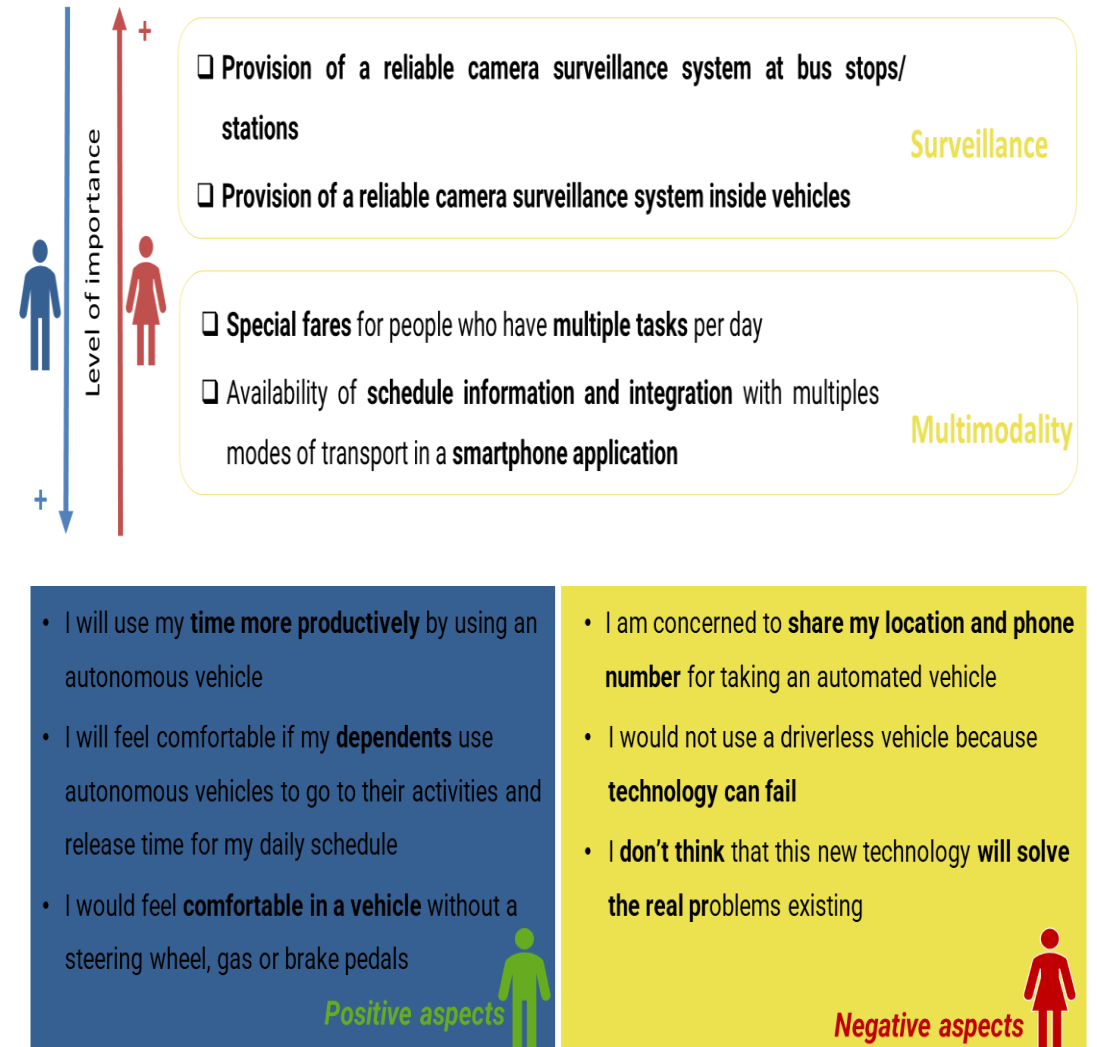 +
Level of importance
+
❑ Provision of a reliable camera surveillance system at bus stops/
stations
❑ Provision of a reliable camera surveillance system inside vehicles
Surveillance
❑ Special fares for people who have multiple tasks per day
❑ Availability of schedule information and integration with multiples
modes of transport in a smartphone application
Multimodality
• I will use my time more productively by using an
autonomous vehicle
• I will feel comfortable if my dependents use
autonomous vehicles to go to their activities and
release time for my daily schedule
• I would feel comfortable in a vehicle without a
steering wheel, gas or brake pedals
Positive aspects
• I am concerned to share my location and phone
number for taking an automated vehicle
• I would not use a driverless vehicle because
technology can fail
• I don’t think that this new technology will solve
the real problems existing
Negative aspects